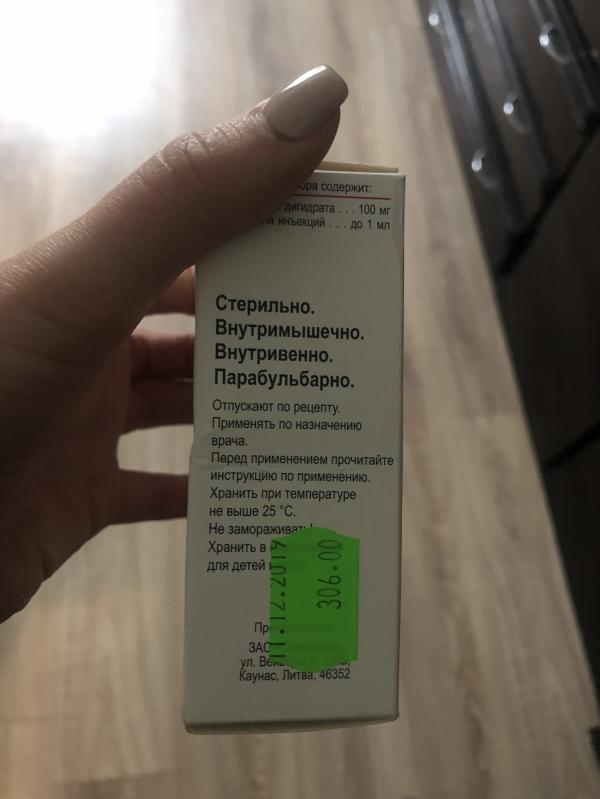 содержит:
дигидрата . . . 100 мг
инъекций . . . до 1 мл
Стерильно.
Внутримышечно.
Внутривенно.
Парабульбарно.
Отпускают по рецепту.
Применять по назначению
врача.
Перед применением прочитайте
инструкцию по применению.
Хранить при температуре
не выше 25 °C.
Не замораживать!
Хранить в
для детей
11.12.2019
306.00
ЗАО
ул.
Каунас, Литва, 46352